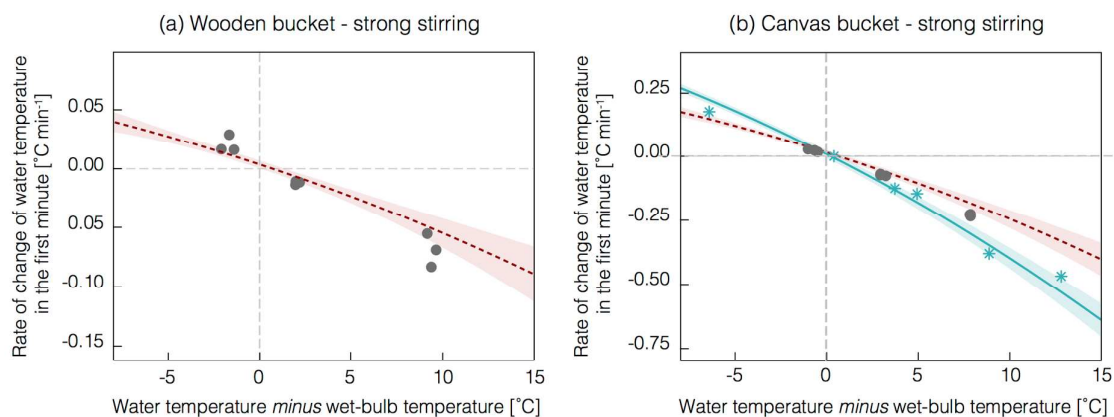 (a) Wooden bucket - strong stirring
Rate of change of water temperature
in the first minute [˚C min⁻¹]
0.05
0.00
0.05
-0.10
-0.15
-5
0
5
10
15
Water temperature minus wet-bulb temperature [˚C]
(b) Canvas bucket - strong stirring
Rate of change of water temperature
in the first minute [˚C min⁻¹]
0.25
0.00
-0.25
-0.50
-0.75
-5
0
5
10
15
Water temperature minus wet-bulb temperature [˚C]